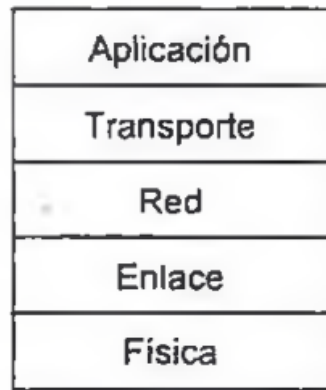 Aplicación
Transporte
Red
Enlace
Física